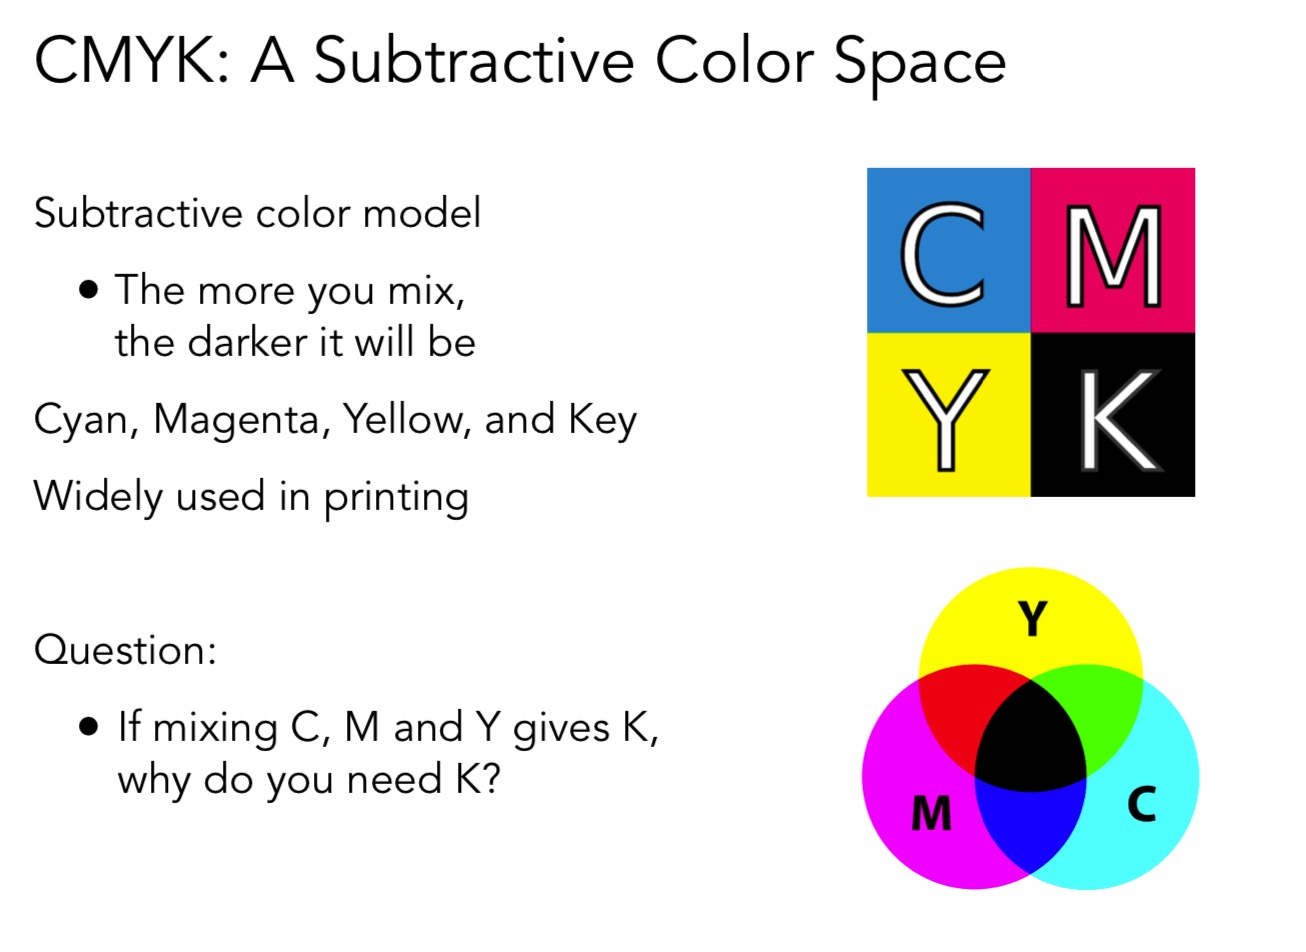 CMYK: A Subtractive Color Space
Subtractive color model
● The more you mix,
the darker it will be
Cyan, Magenta, Yellow, and Key
Widely used in printing
Question:
● If mixing C, M and Y gives K,
why do you need K?
C M
Y K
Y
M
C